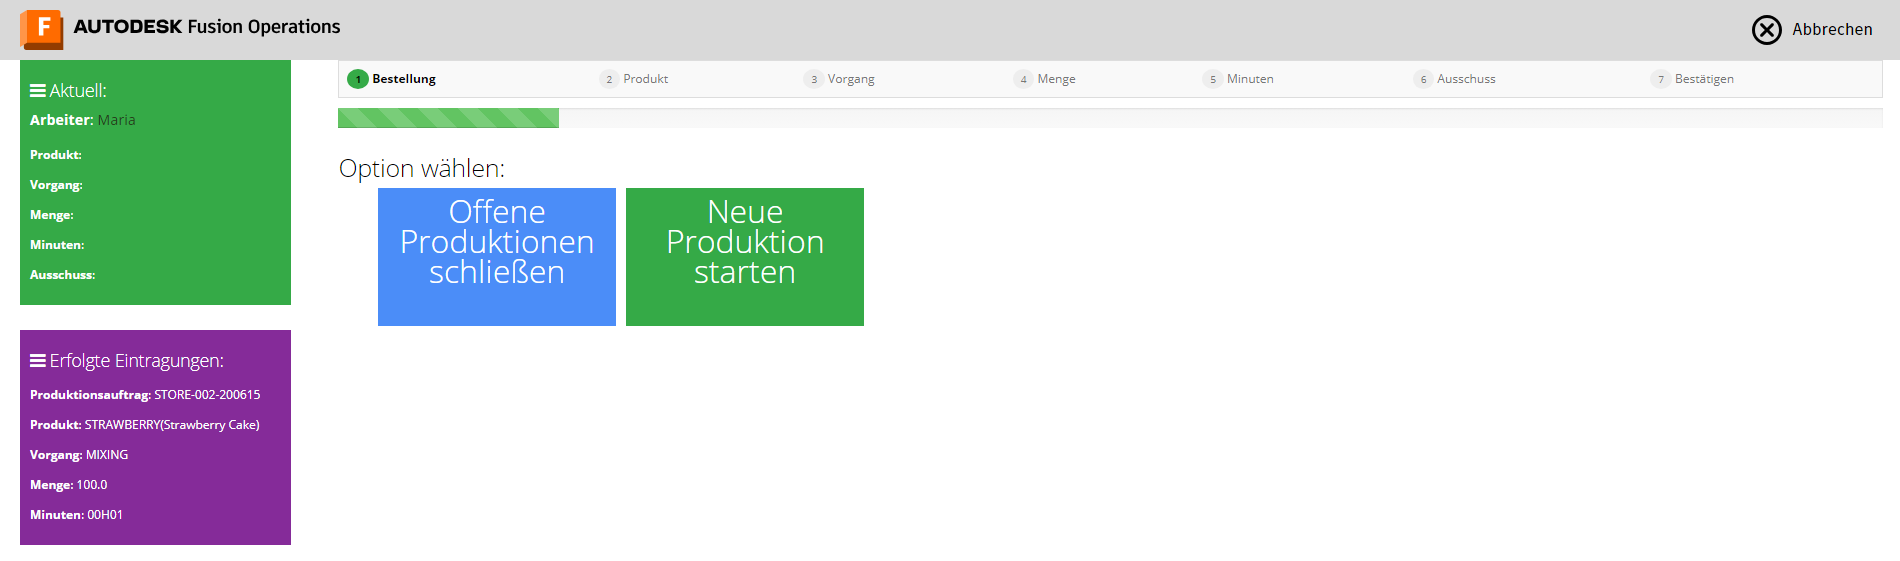 F AUTODESK Fusion Operations
Abbrechen
Aktuell:
Arbeiter: Maria
Produkt:
Vorgang:
Menge:
Minuten:
Ausschuss:
Erfolgte Eintragungen:
Produktionsauftrag: STORE-002-200615
Produkt: STRAWBERRY(Strawberry Cake)
Vorgang: MIXING
Menge: 100.0
Minuten: 00H01
1 Bestellung
2 Produkt
3 Vorgang
4 Menge
5 Minuten
6 Ausschuss
7 Bestätigen
Option wählen:
Offene
Produktionen
schließen
Neue
Produktion
starten